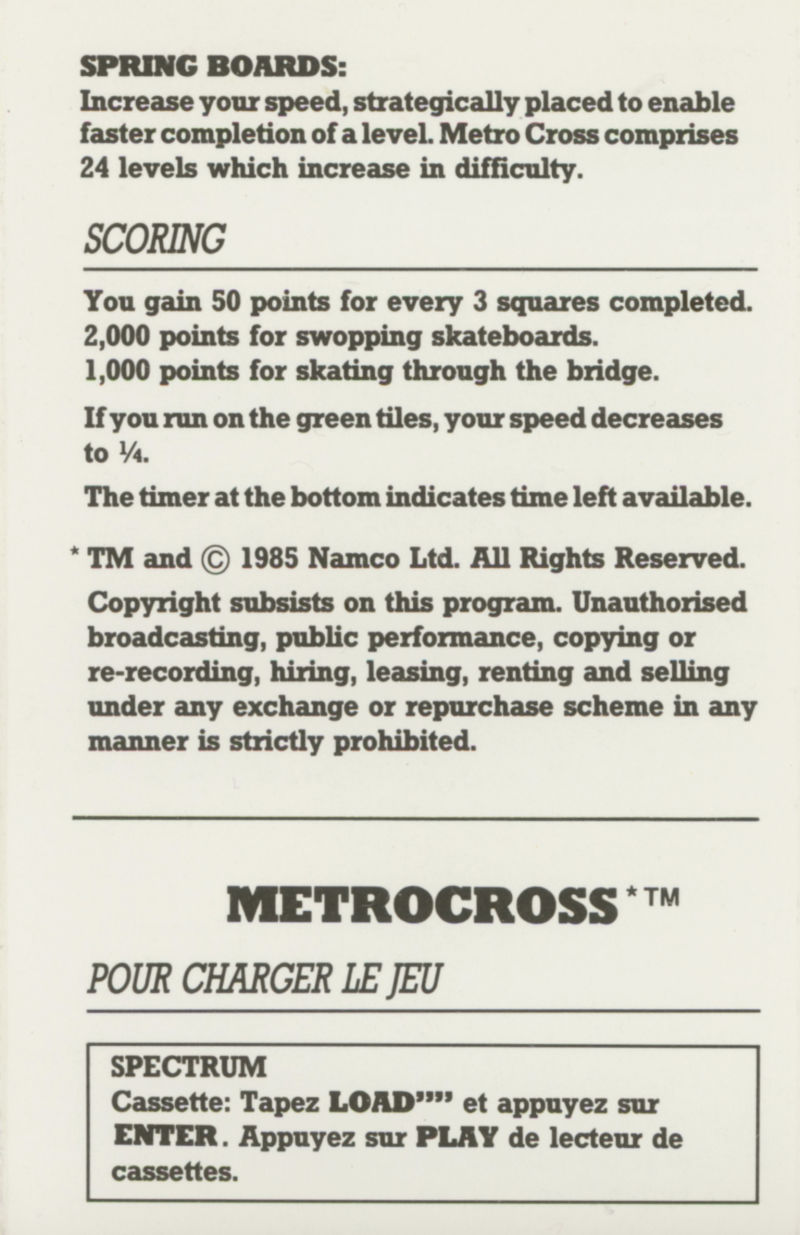 SPRING BOARDS:
Increase your speed, strategically placed to enable
faster completion of a level. Metro Cross comprises
24 levels which increase in difficulty.
SCORING
You gain 50 points for every 3 squares completed.
2,000 points for swopping skateboards.
1,000 points for skating through the bridge.
If you run on the green tiles, your speed decreases
to ¼.
The timer at the bottom indicates time left available.
* TM and © 1985 Namco Ltd. All Rights Reserved.
Copyright subsists on this program. Unauthorised
broadcasting, public performance, copying or
re-recording, hiring, leasing, renting and selling
under any exchange or repurchase scheme in any
manner is strictly prohibited.
METROCROSS *™
POUR CHARGER LE JEU
SPECTRUM
Cassette: Tapez LOAD"" et appuyez sur
ENTER. Appuyez sur PLAY de lecteur de
cassettes.